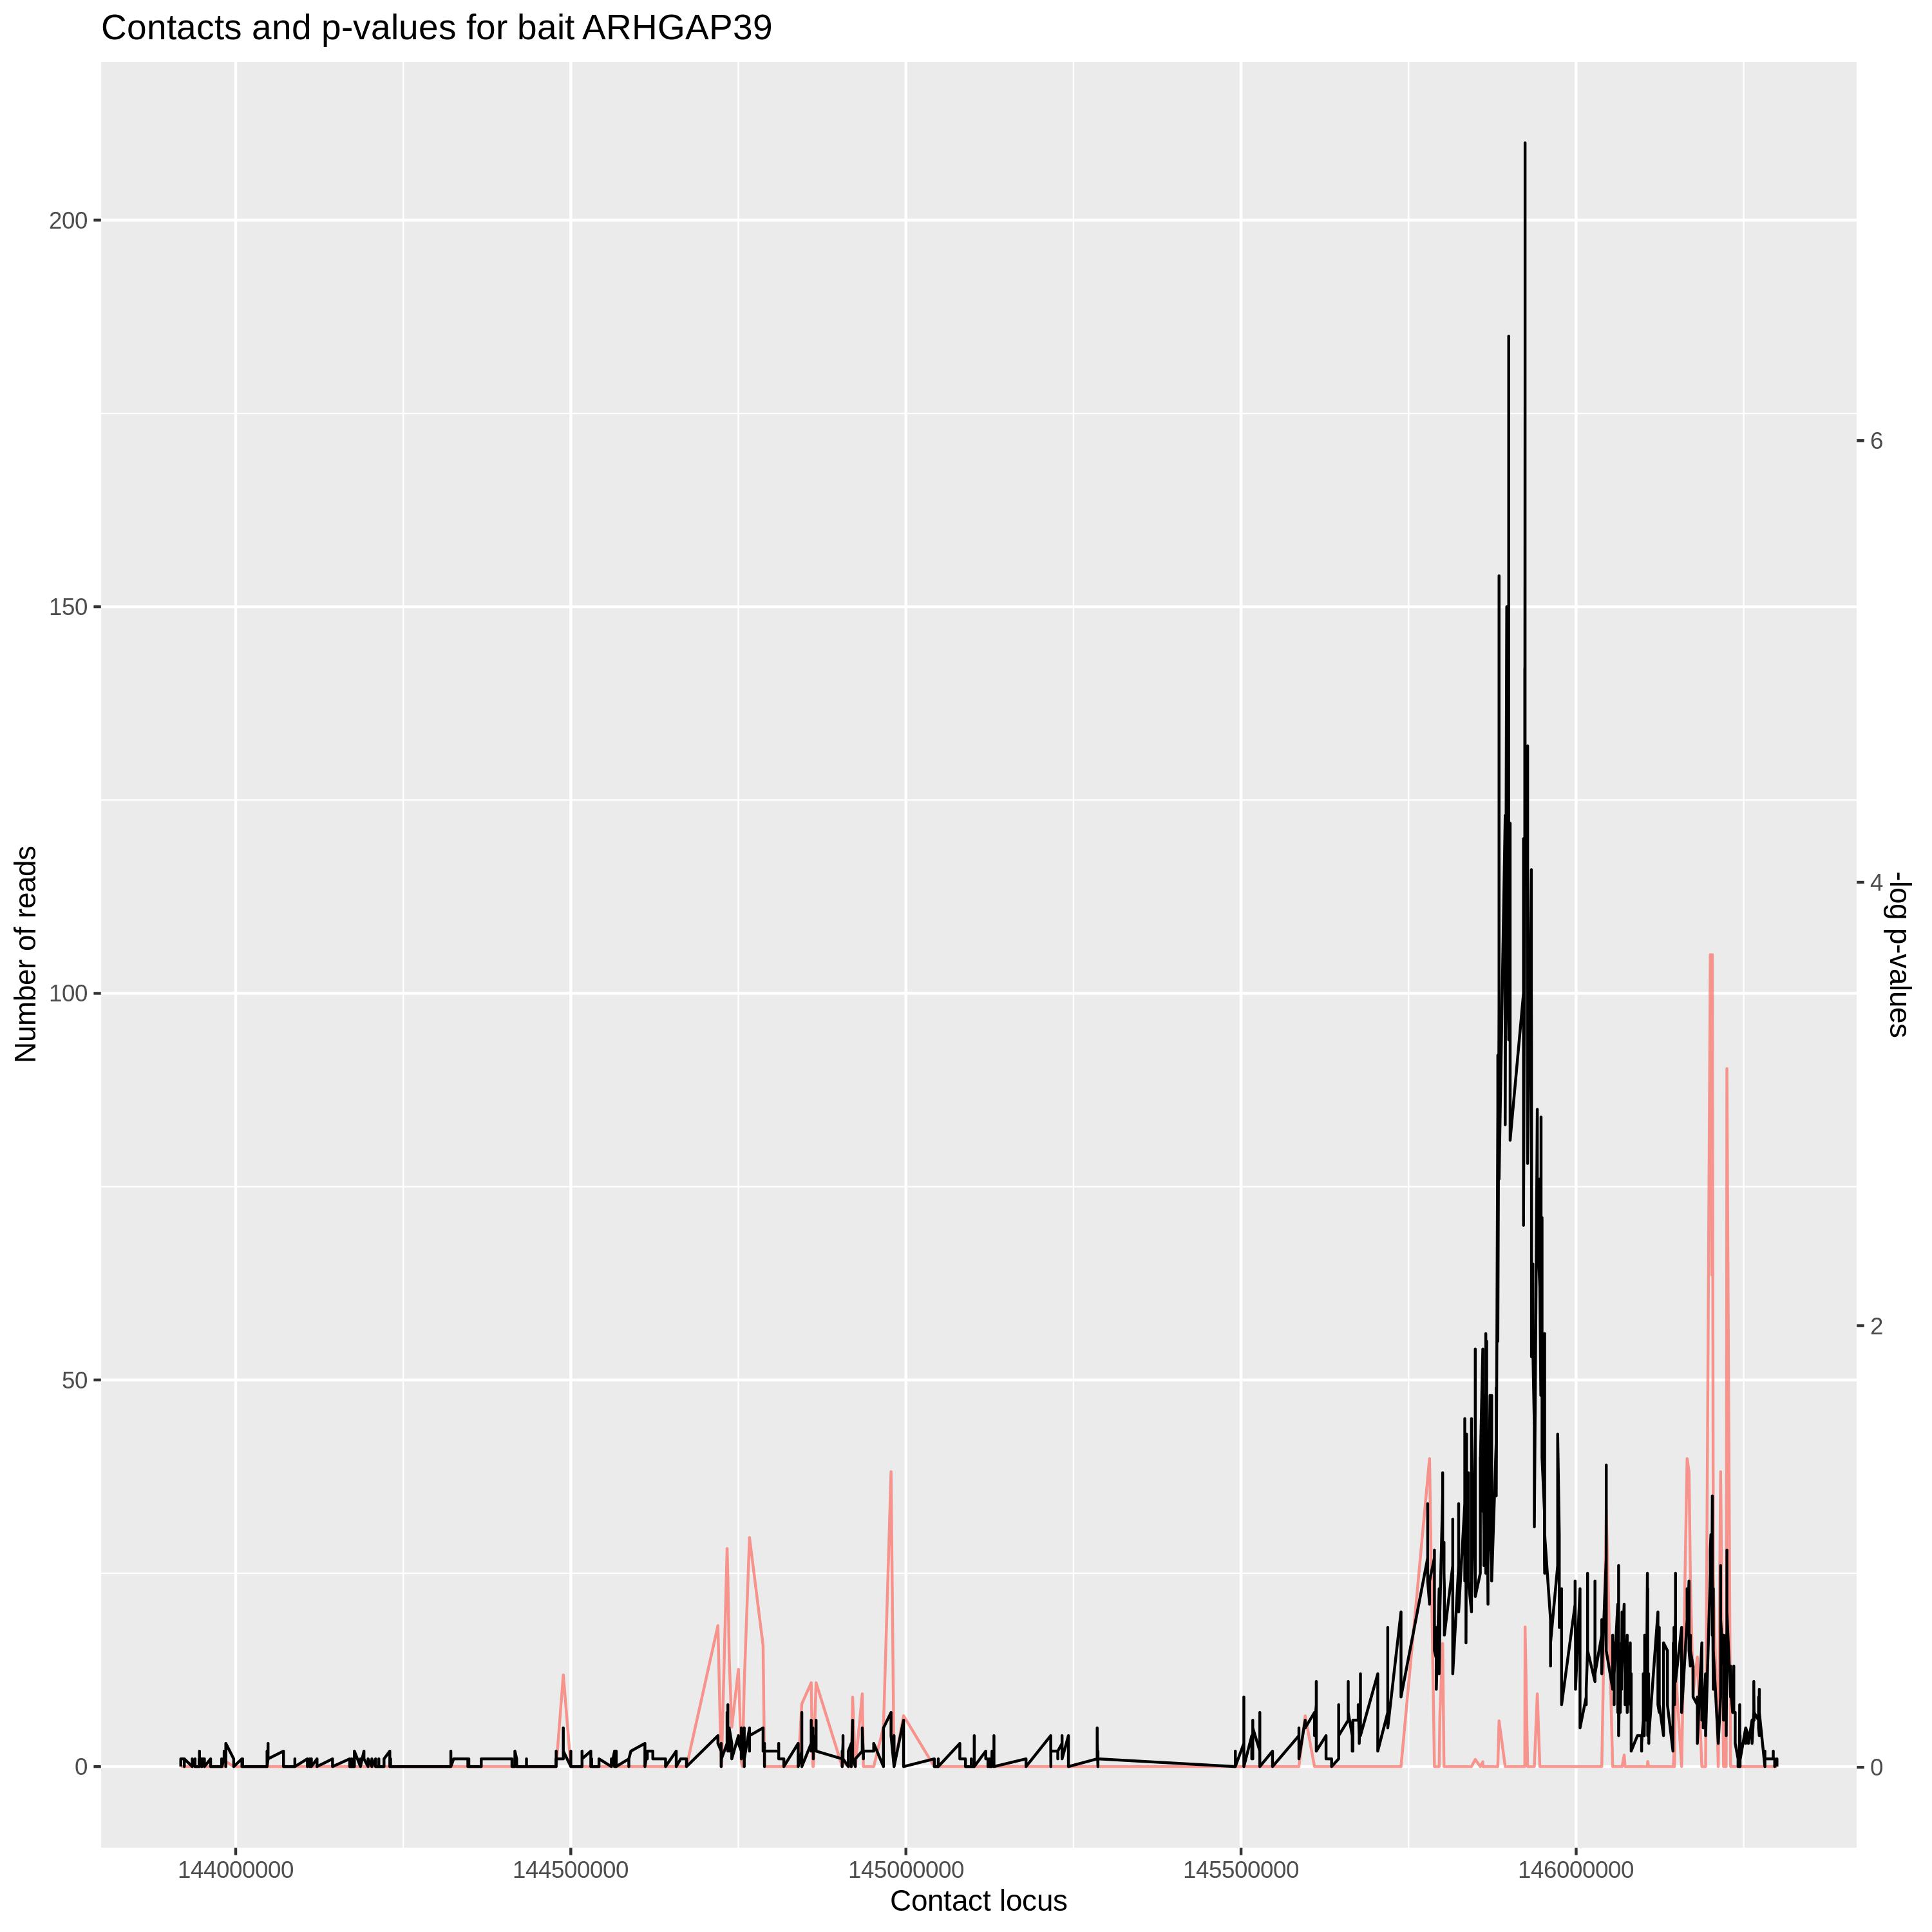 Contacts and p-values for bait ARHGAP39
200
150
100
50
0
Number of reads
6
4
2
0
-log p-values
144000000 144500000 145000000 145500000 146000000
Contact locus